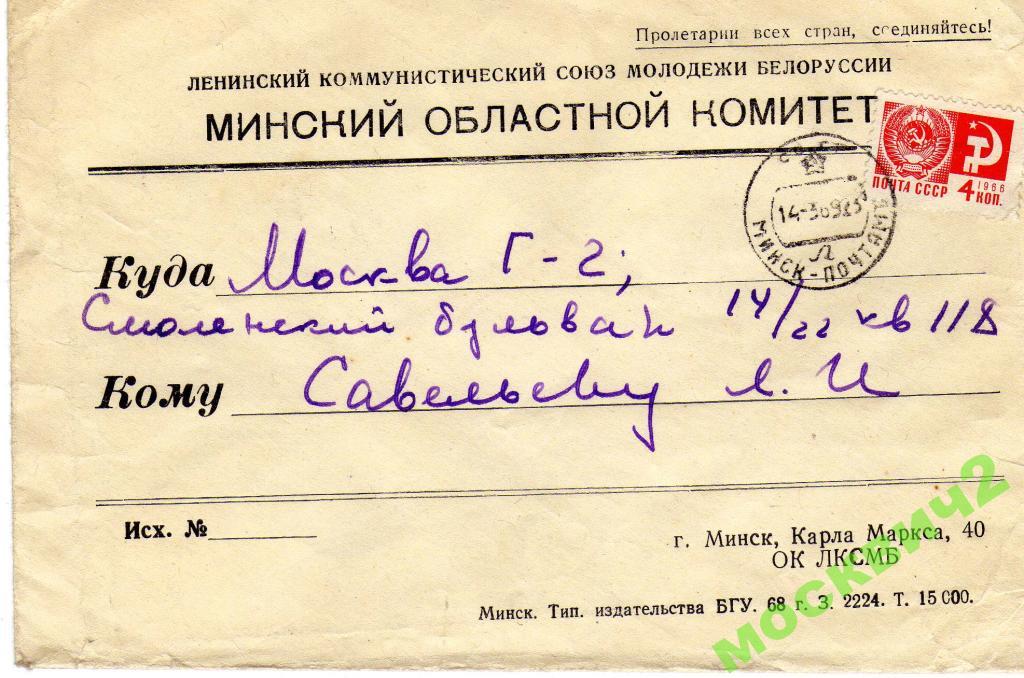 Пролетарии всех стран, соединяйтесь!
ЛЕНИНСКИЙ КОММУНИСТИЧЕСКИЙ СОЮЗ МОЛОДЕЖИ БЕЛОРУССИИ
МИНСКИЙ ОБЛАСТНОЙ КОМИТЕТ
ПОЧТА СССР 4 КОП.
1966
МИНСК-ПОЧТАМТ
Куда Москва Г-2;
Смоленский бульвар 14/22 кв 118
Кому Савельеву Л. И
Исх. №
г. Минск, Карла Маркса, 40
ОК ЛКСМБ
Минск. Тип. издательства БГУ. 68 г. З. 2224. Т. 15 000.
москвич2